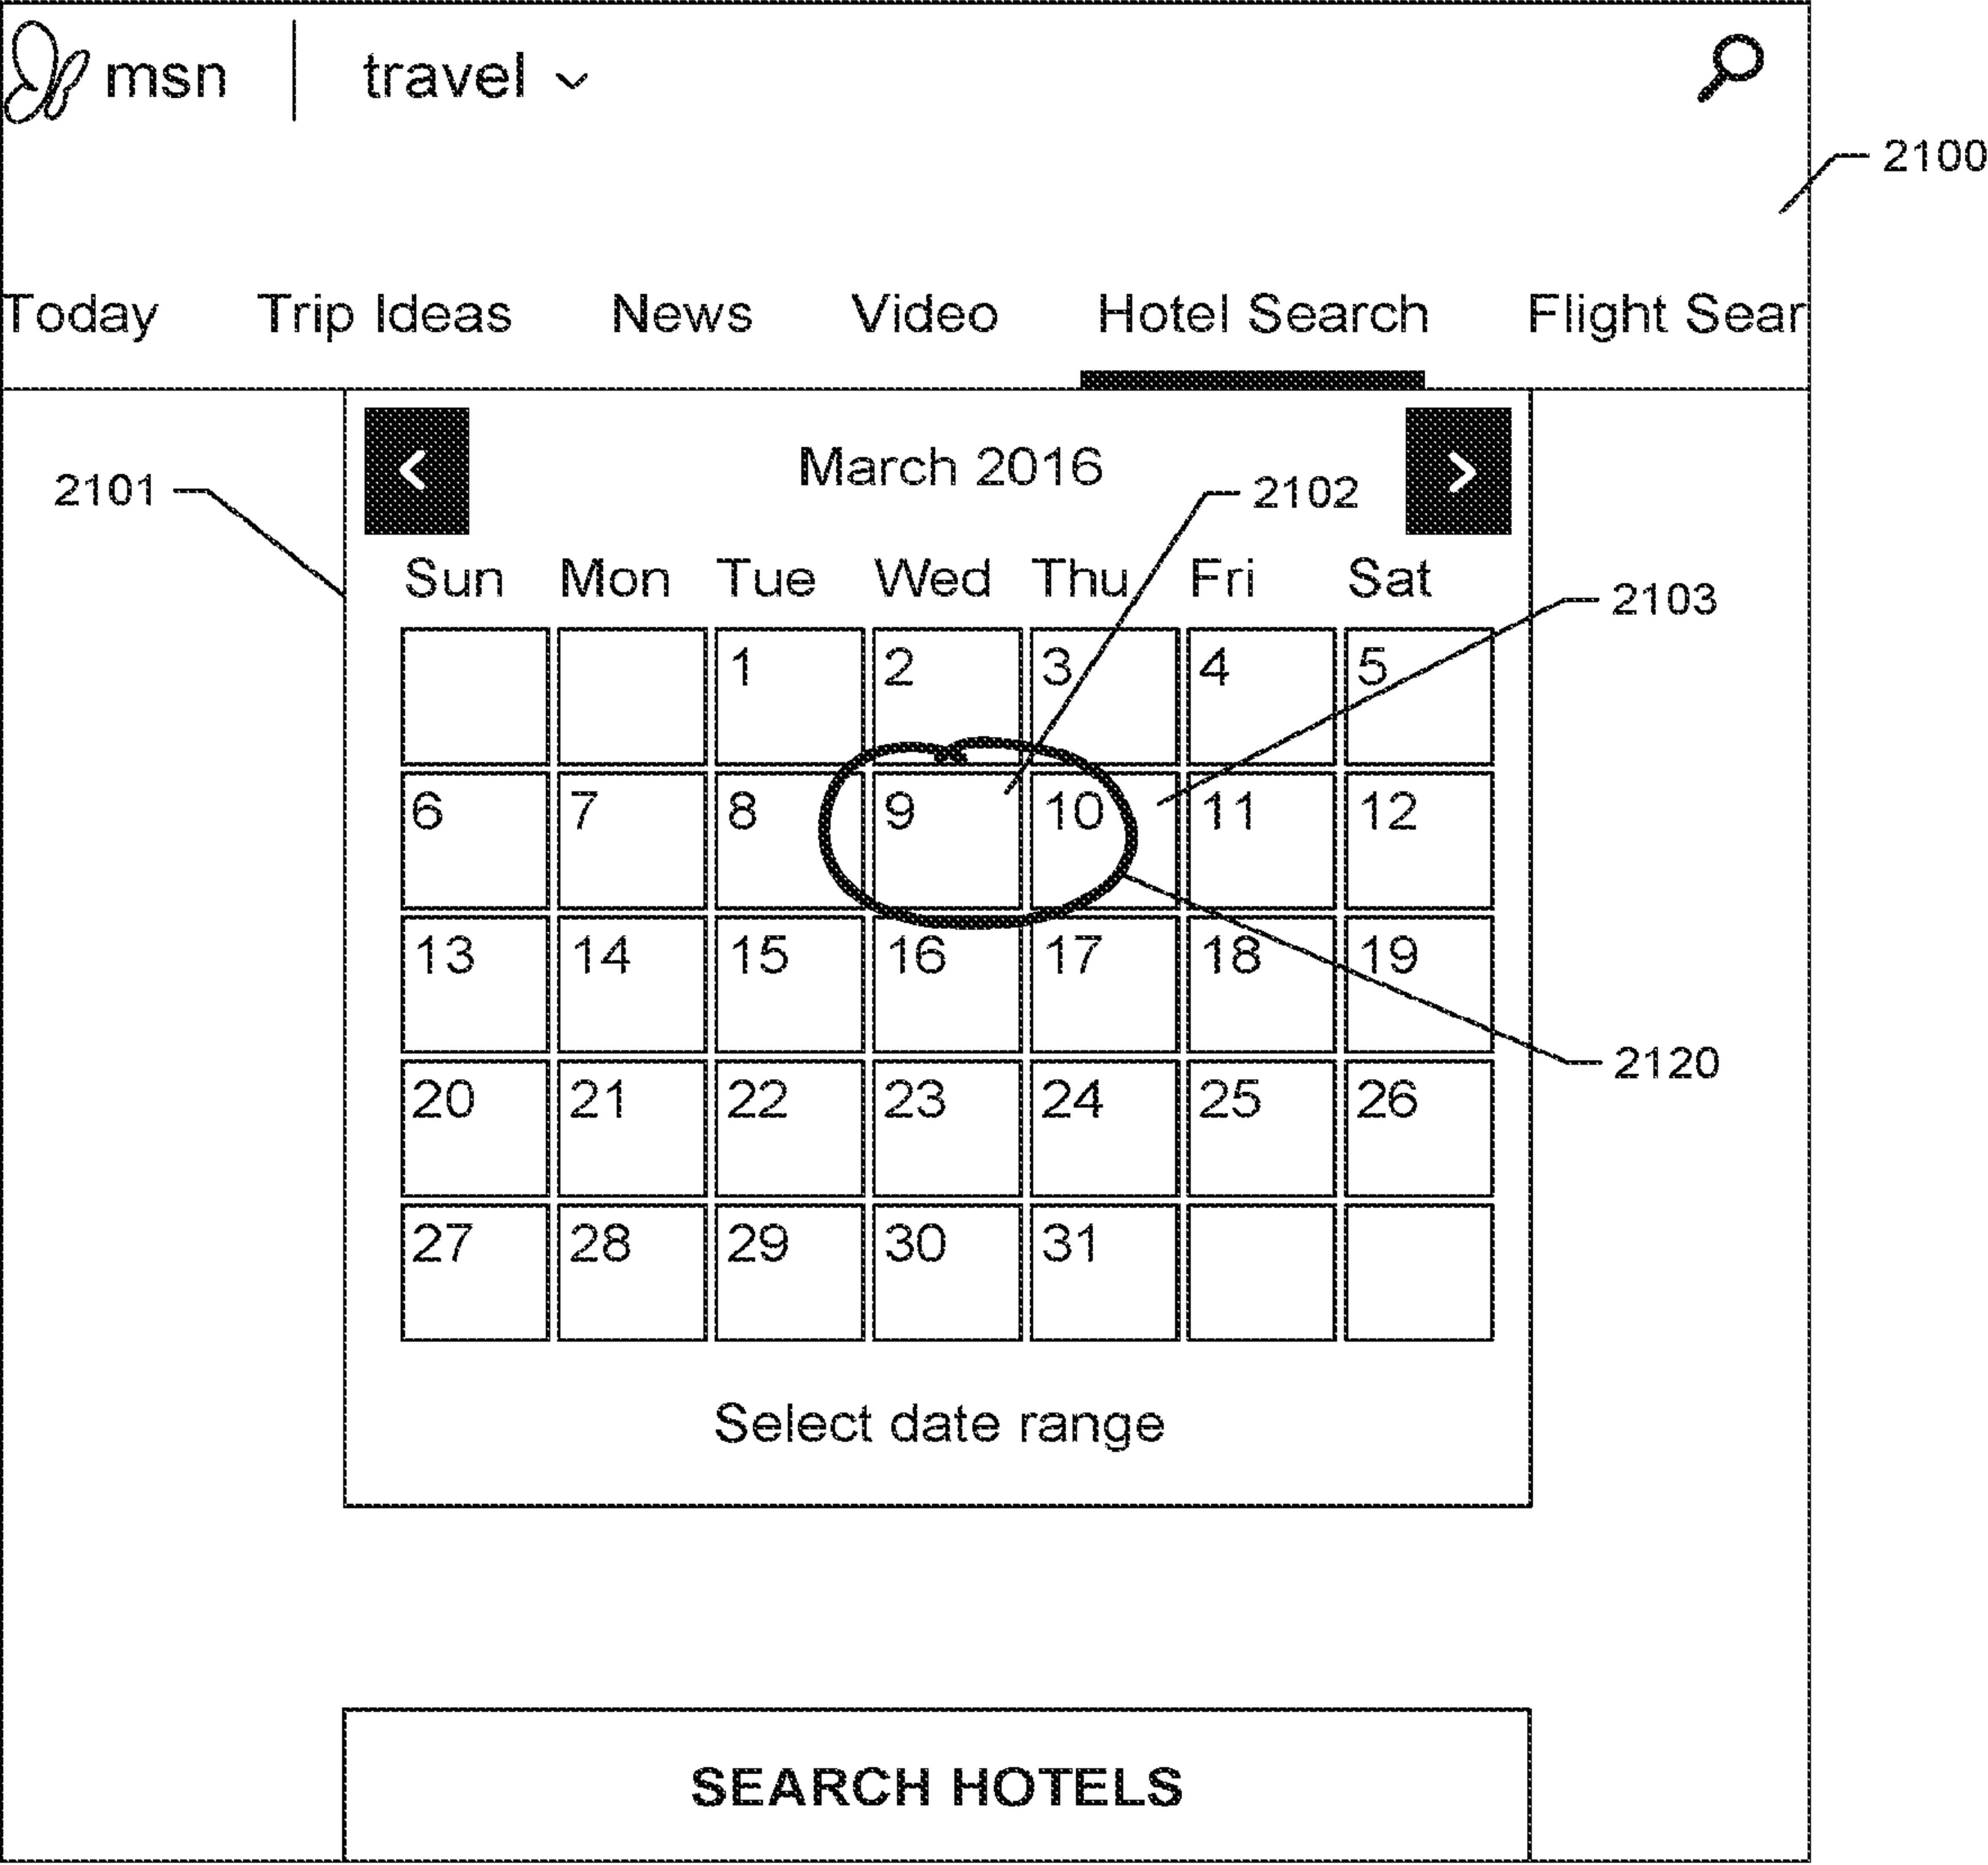 msn | travel
2100
Today Trip Ideas News Video Hotel Search Flight Sear
March 2016
2101
2102
Sun Mon Tue Wed Thu Fri Sat
2103
1 2 3 4 5
6 7 8 9 10 11 12
13 14 15 16 17 18 19
2120
20 21 22 23 24 25 26
27 28 29 30 31
Select date range
SEARCH HOTELS